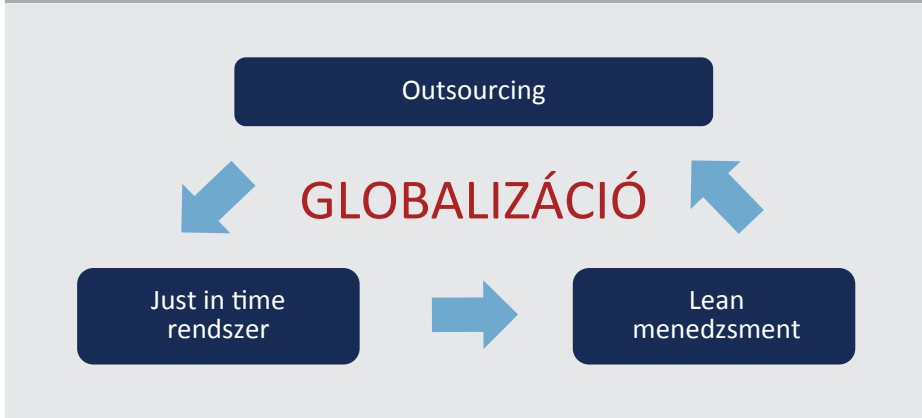 Outsourcing
GLOBALIZÁCIÓ
Just in time
rendszer
Lean
menedzsment